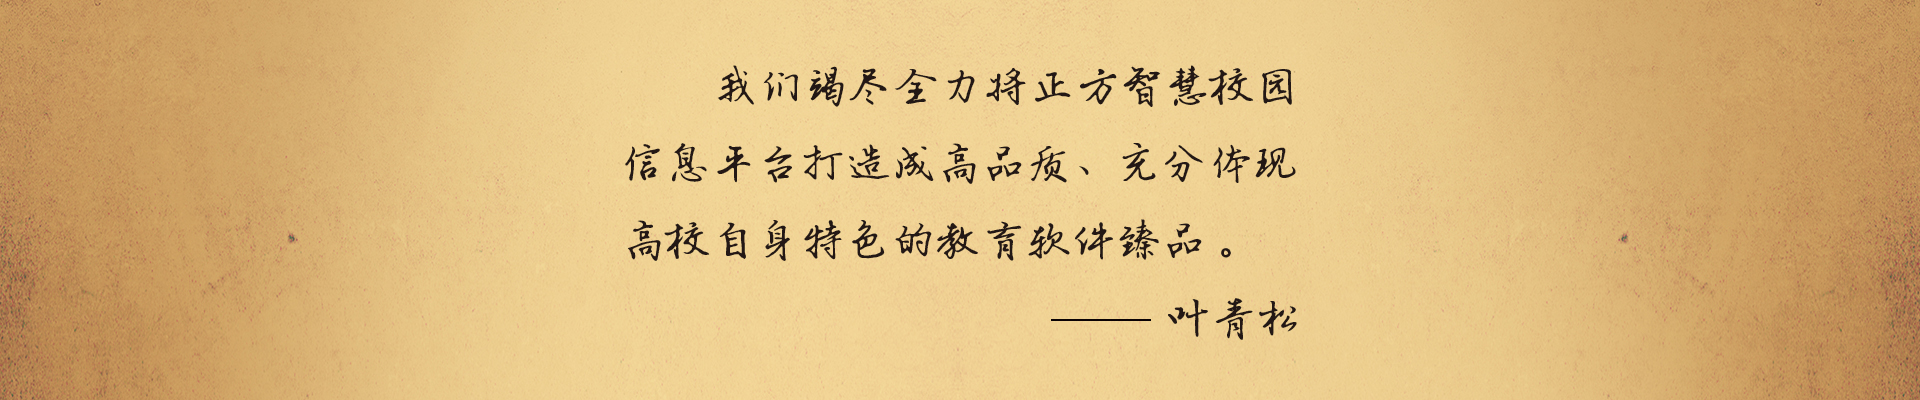 我们竭尽全力将正方智慧校园
信息平台打造成高品质、充分体现
高校自身特色的教育软件臻品。
—— 叶青松